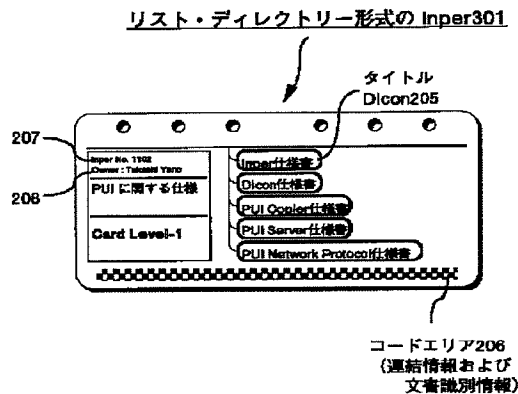 リスト・ディレクトリー形式の Inper301
タイトル
Dicon205
207
208
Inper No. 1102
Owner : Takashi Yano
PUI に関する仕様
Card Level-1
Inper仕様書
Dicon仕様書
PUI Copier仕様書
PUI Server仕様書
PUI Network Protocol仕様書
コードエリア206
(連結情報および
文書識別情報)